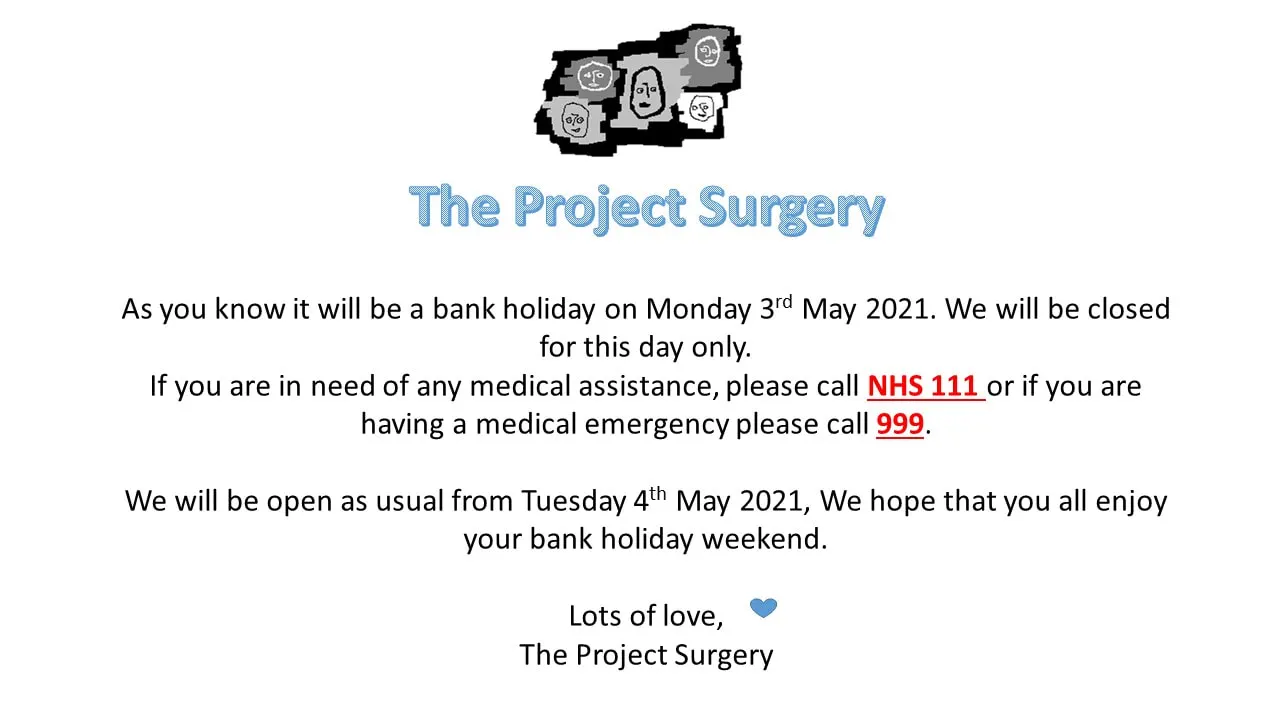 The Project Surgery
As you know it will be a bank holiday on Monday 3rd May 2021. We will be closed
for this day only.
If you are in need of any medical assistance, please call NHS 111 or if you are
having a medical emergency please call 999.
We will be open as usual from Tuesday 4th May 2021, We hope that you all enjoy
your bank holiday weekend.
Lots of love,
The Project Surgery